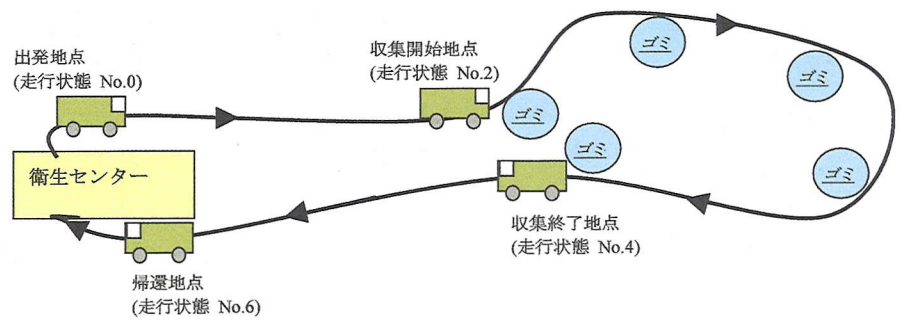 出発地点
(走行状態 No.0)
収集開始地点
(走行状態 No.2)
ゴミ
ゴミ
ゴミ
ゴミ
ゴミ
衛生センター
収集終了地点
(走行状態 No.4)
帰還地点
(走行状態 No.6)